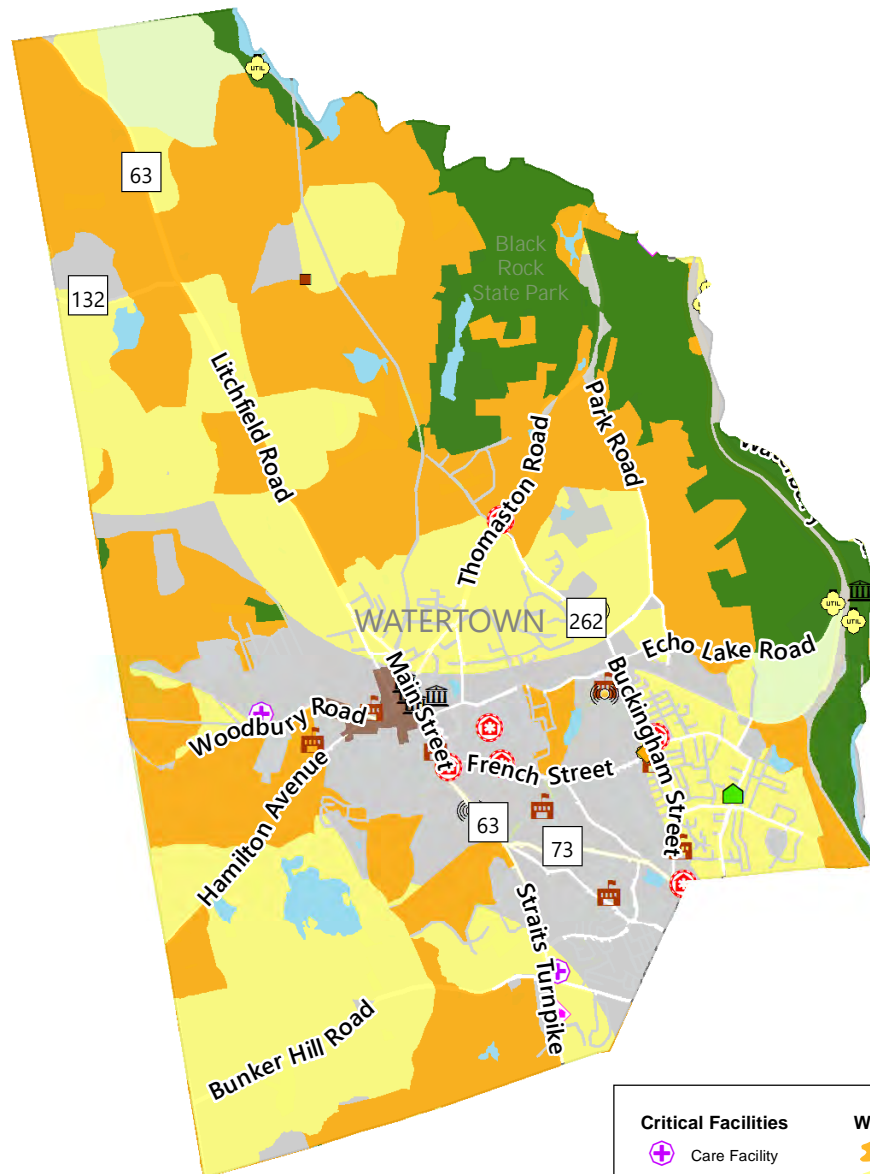 UTIL
63
Black
Rock
State Park
132
Litchfield Road
Park Road
Thomaston Road
WATERTOWN
262
UTIL
UTIL
Echo Lake Road
Main Street
Buckingham Street
Woodbury Road
French Street
Hamilton Avenue
63
73
Straits Turnpike
Bunker Hill Road
Critical Facilities
Care Facility